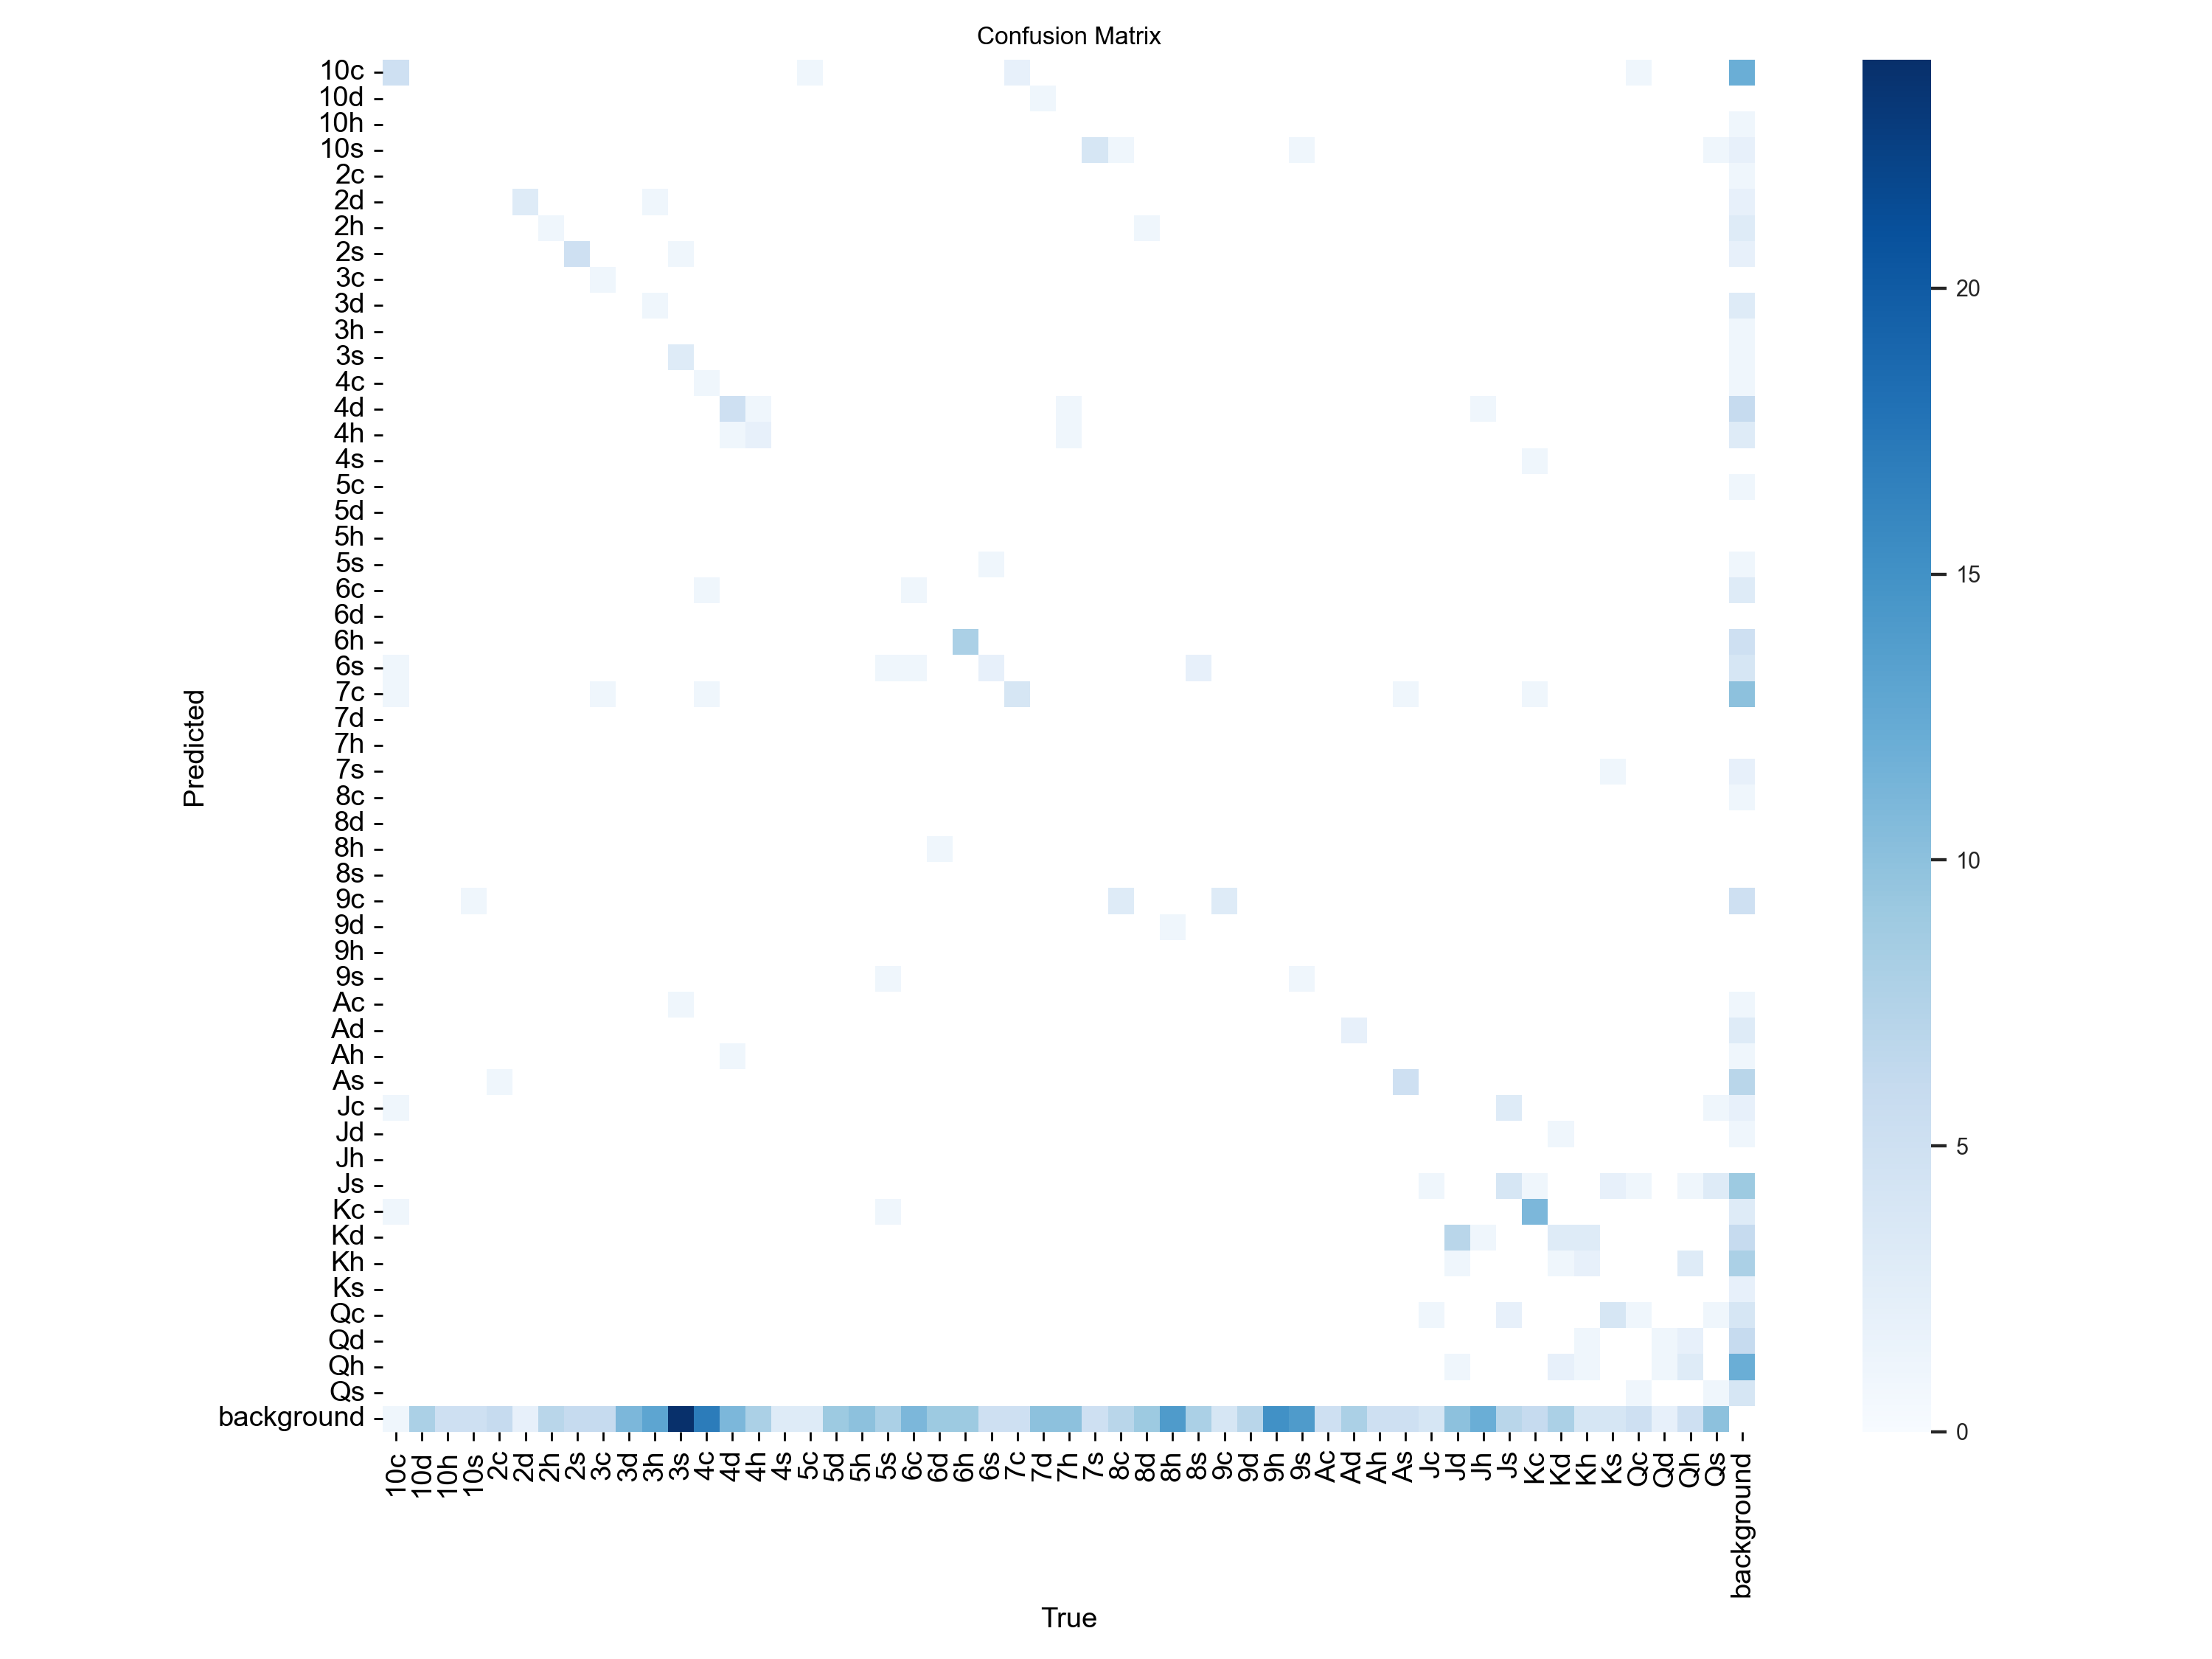 Confusion Matrix
10c
10d
10h
10s
2c
2d
2h
2s
3c
3d
3h
3s
4c
4d
4h
4s
5c
5d
5h
5s
6c
6d
6h
6s
7c
7d
7h
7s
8c
8d
8h
8s
9c
9d
9h
9s
Ac
Ad
Ah
As
Jc
Jd
Jh
Js
Kc
Kd
Kh
Ks
Qc
Qd
Qh
Qs
background
Predicted
10c
10d
10h
10s
2c
2d
2h
2s
3c
3d
3h
3s
4c
4d
4h
4s
5c
5d
5h
5s
6c
6d
6h
6s
7c
7d
7h
7s
8c
8d
8h
8s
9c
9d
9h
9s
Ac
Ad
Ah
As
Jc
Jd
Jh
Js
Kc
Kd
Kh
Ks
Qc
Qd
Qh
Qs
background
True
20
15
10
5
0